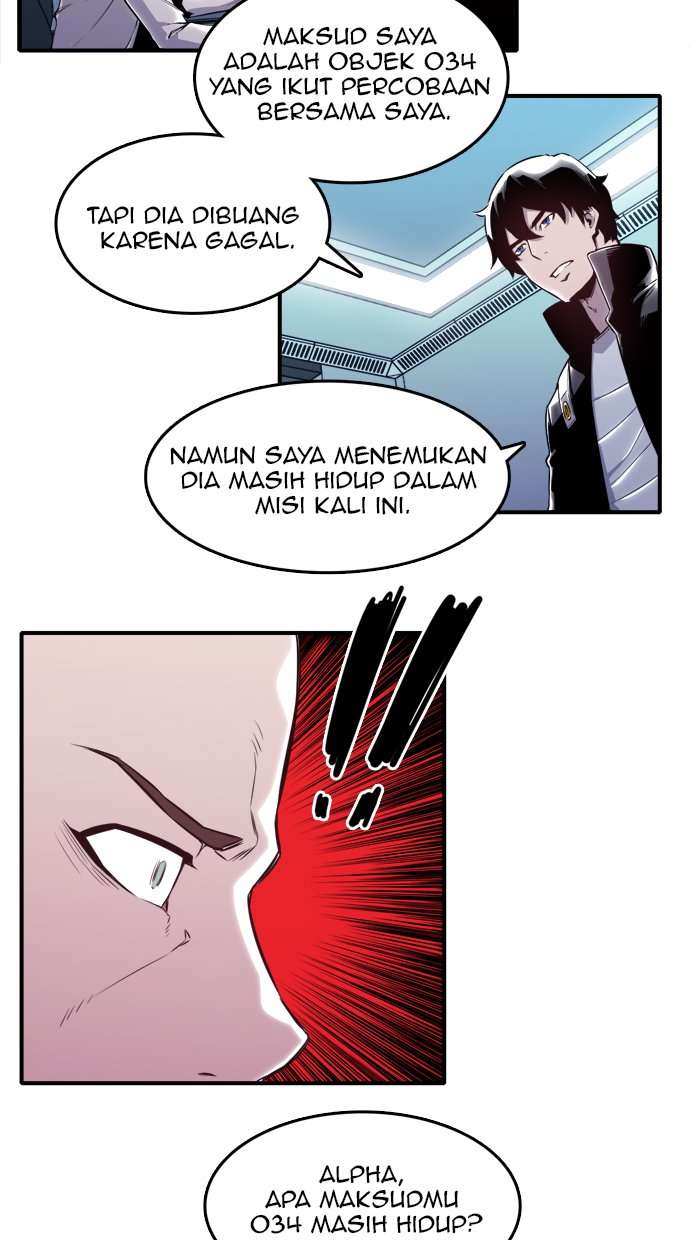 MAKSUD SAYA
ADALAH OBJEK 034
YANG IKUT PERCOBAAN
BERSAMA SAYA.
TAPI DIA DIBUANG
KARENA GAGAL.
NAMUN SAYA MENEMUKAN
DIA MASIH HIDUP DALAM
MISI KALI INI.
!!
ALPHA,
APA MAKSUDMU
034 MASIH HIDUP?